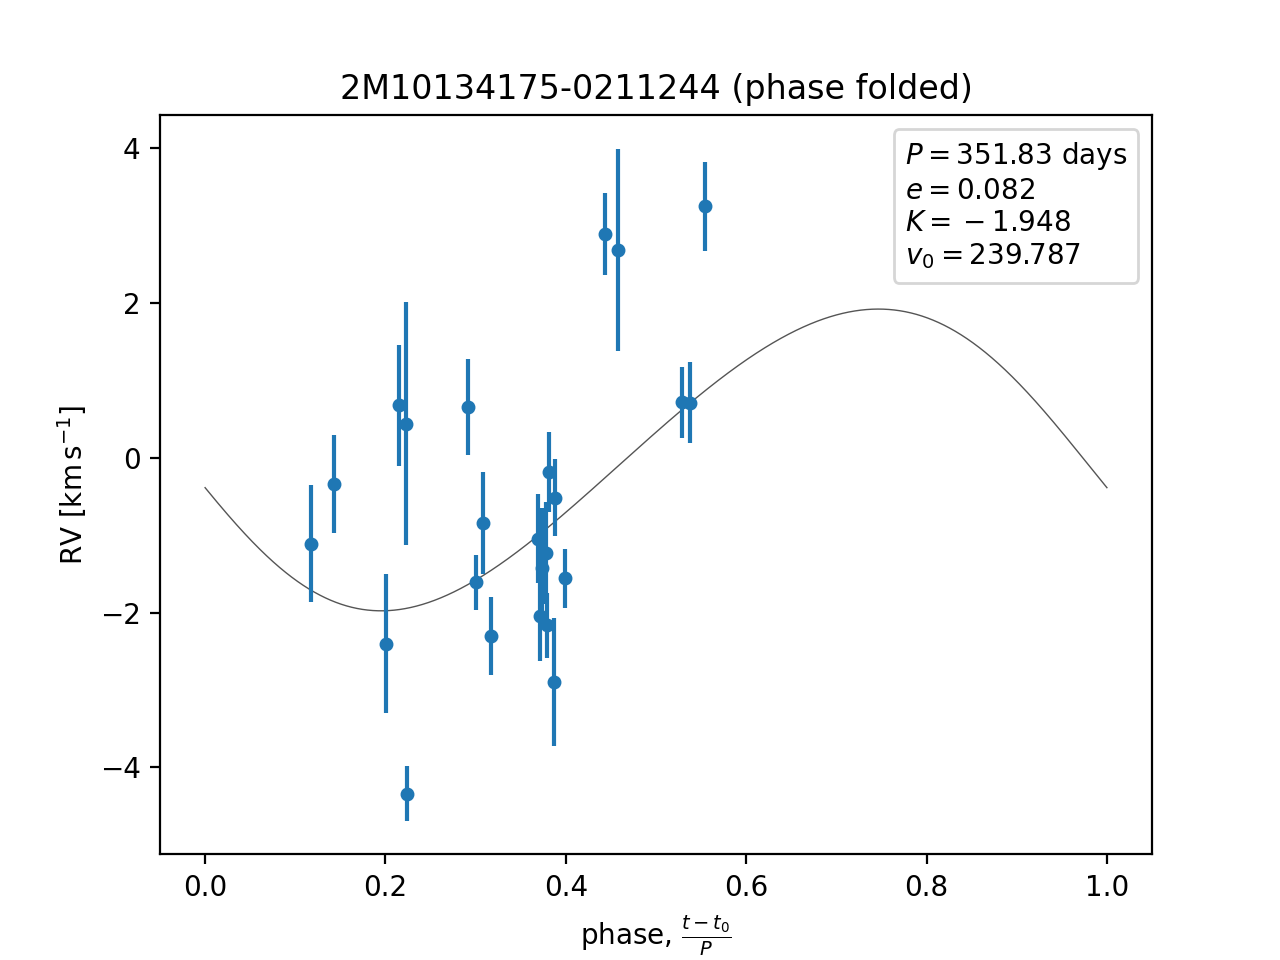 2M10134175-0211244 (phase folded)
P = 351.83 days
e = 0.082
K = −1.948
v₀ = 239.787
4
2
0
−2
−4
RV [km s⁻¹]
0.0 0.2 0.4 0.6 0.8 1.0
phase, (t − t₀)/P